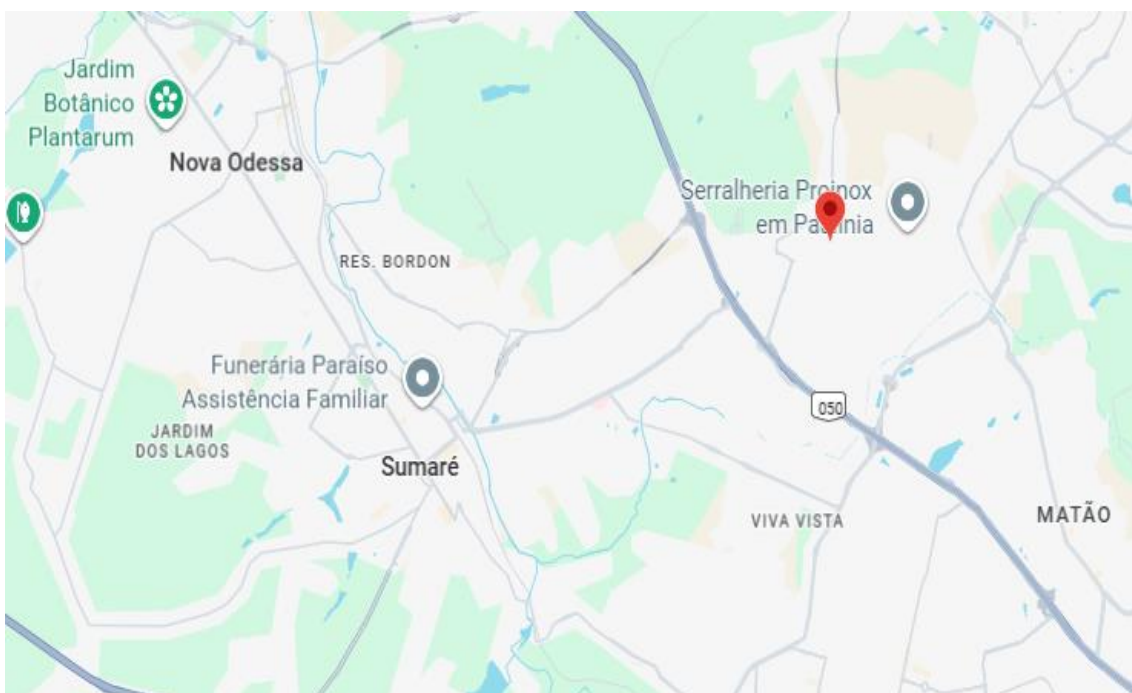 Jardim
Botânico
Plantarum
Nova Odessa
Serralheria Proinox
em
RES. BORDON
Funerária Paraíso
Assistência Familiar
050
JARDIM
DOS LAGOS
Sumaré
VIVA VISTA
MATÃO